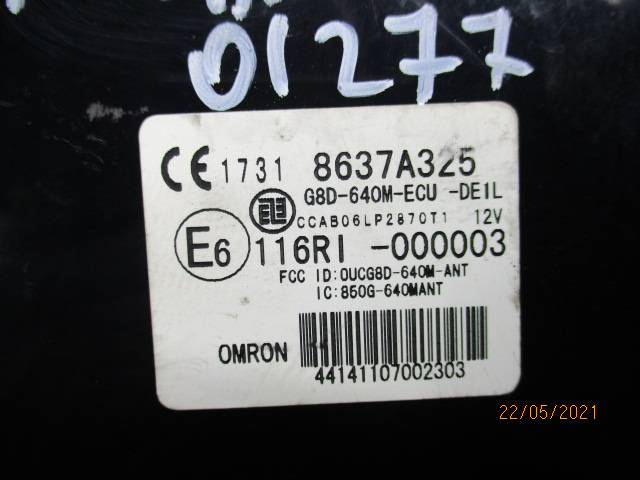 01277
CE 1731 8637A325
G8D-640M-ECU -DE1L
CCAB06LP2870T1 12V
E6 116RI -000003
FCC ID:OUCG8D-640M-ANT
IC:850G-640MANT
OMRON
44141107002303
22/05/2021